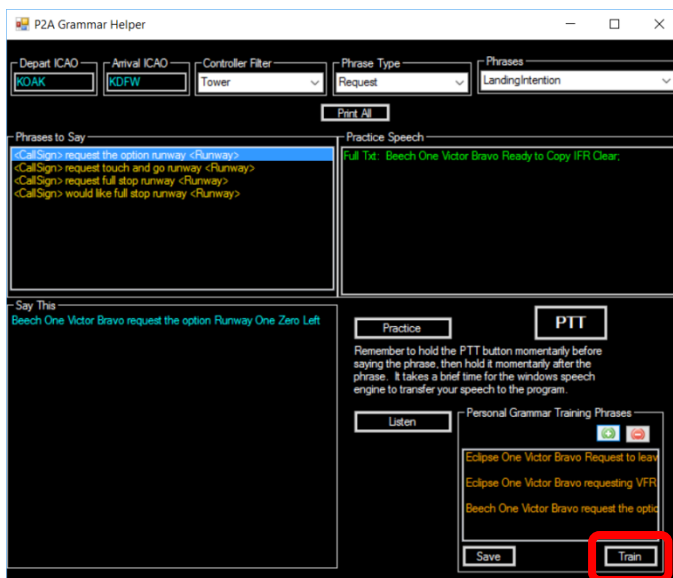 P2A Grammar Helper
Depart ICAO
Arrival ICAO
Controller Filter
Phrase Type
Phrases
KOAK
KDFW
Tower
Request
LandingIntention
Print All
Phrases to Say
<CallSign> request the option runway <Runway>
<CallSign> request touch and go runway <Runway>
<CallSign> request full stop runway <Runway>
<CallSign> would like full stop runway <Runway>
Practice Speech
Full Txt: Beech One Victor Bravo Ready to Copy IFR Clear;
Say This
Beech One Victor Bravo request the option Runway One Zero Left
Practice
PTT
Remember to hold the PTT button momentarily before
saying the phrase, then hold it momentarily after the
phrase. It takes a brief time for the windows speech
engine to transfer your speech to the program.
Listen
Personal Grammar Training Phrases
Eclipse One Victor Bravo Request to leav
Eclipse One Victor Bravo requesting VFR
Beech One Victor Bravo request the optic
Save
Train